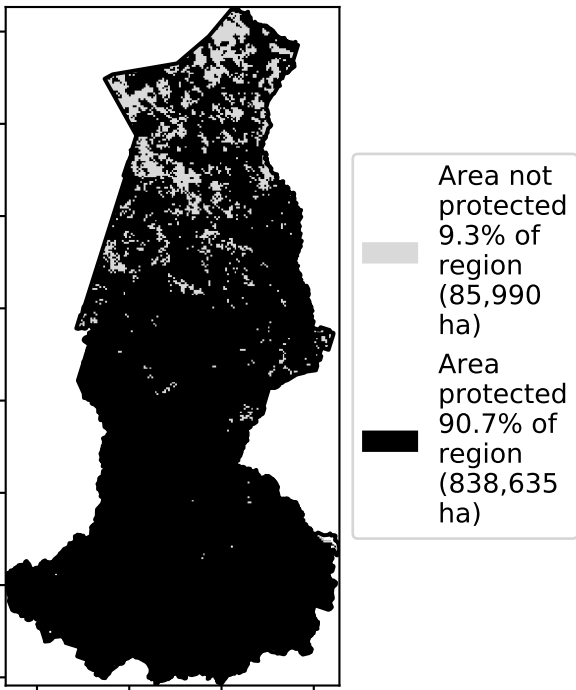 Area not
protected
9.3% of
region
(85,990
ha)
Area
protected
90.7% of
region
(838,635
ha)